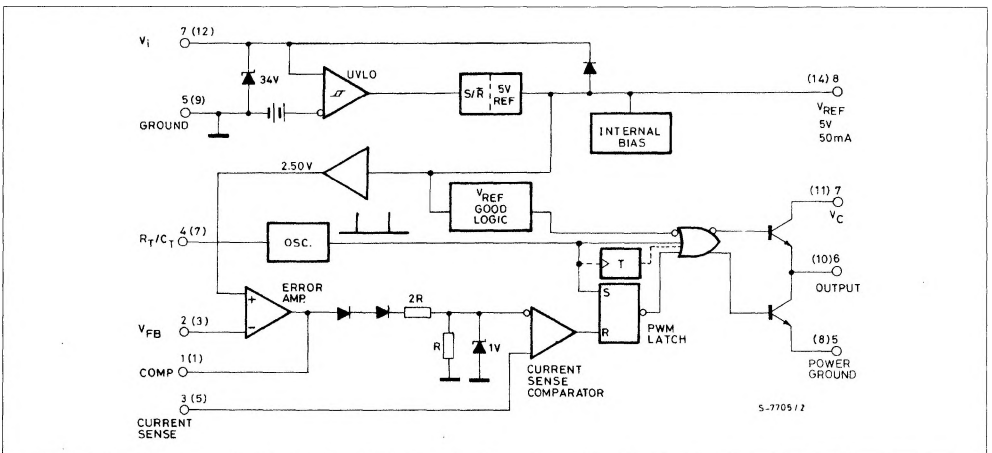 7 (12)
Vi
34V
UVLO
S/R̅
5V
REF
(14) 8
VREF
5V
50mA
5(9)
GROUND
INTERNAL
BIAS
2.50V
VREF
GOOD
LOGIC
(11) 7
VC
RT/CT
4(7)
OSC.
T
(10)6
OUTPUT
ERROR
AMP.
2R
S
R
PWM
LATCH
+
−
VFB
2 (3)
R
1V
(8)5
POWER
GROUND
COMP
1(1)
CURRENT
SENSE
COMPARATOR
3 (5)
CURRENT
SENSE
S-7705/2